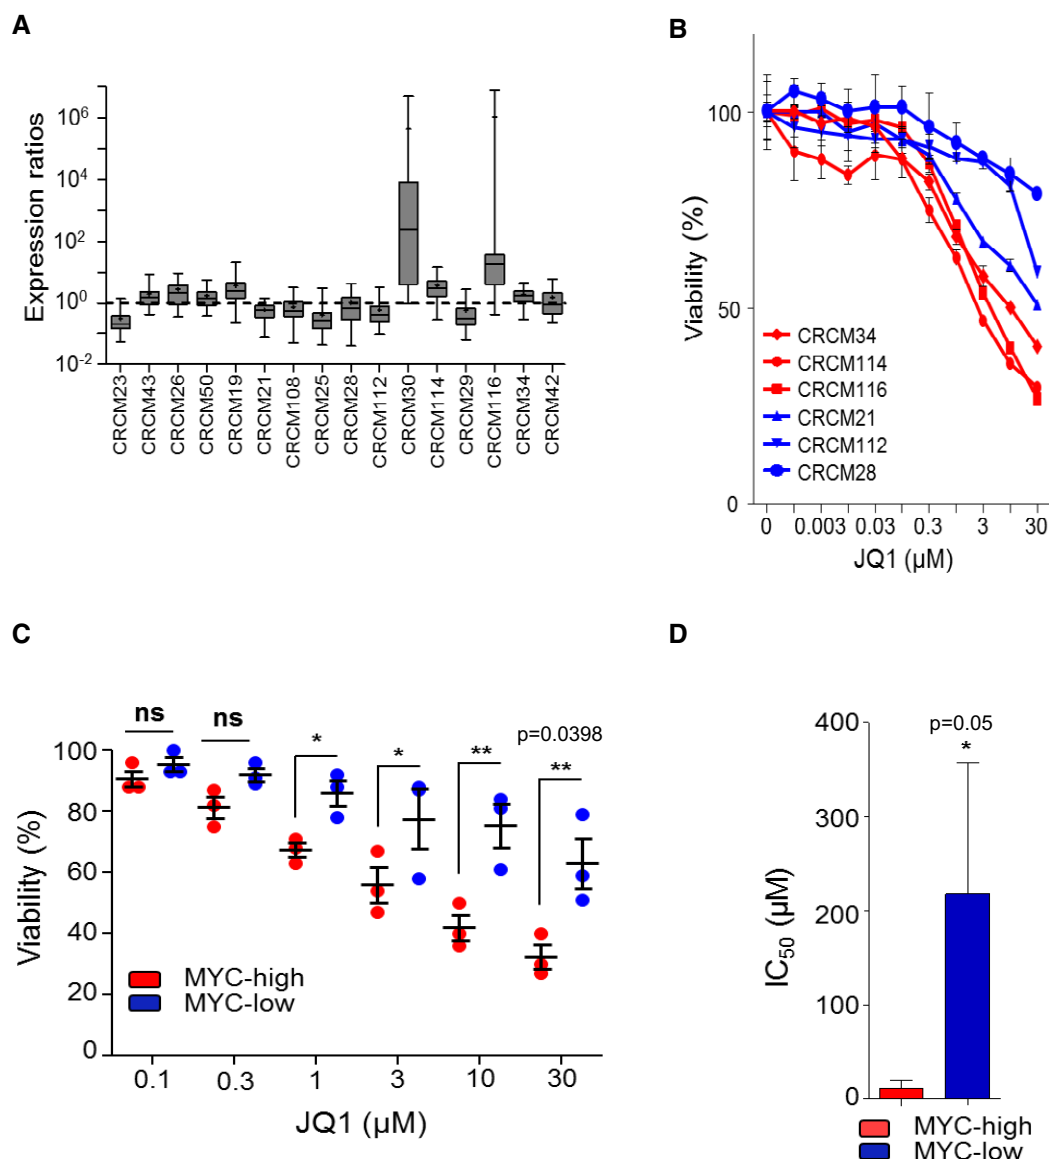 A
Expression ratios
10^6
10^4
10^2
10^0
10^-2
CRCM23
CRCM43
CRCM26
CRCM50
CRCM19
CRCM21
CRCM108
CRCM25
CRCM28
CRCM112
CRCM30
CRCM114
CRCM29
CRCM116
CRCM34
CRCM42
B
Viability (%)
100
50
0
CRCM34
CRCM114
CRCM116
CRCM21
CRCM112
CRCM28
0 0.003 0.03 0.3 3 30
JQ1 (µM)
C
Viability (%)
100
80
60
40
20
0
ns
ns
*
*
**
p=0.0398
**
MYC-high
MYC-low
0.1 0.3 1 3 10 30
JQ1 (µM)
D
IC50 (µM)
400
300
200
100
0
p=0.05
*
MYC-high
MYC-low